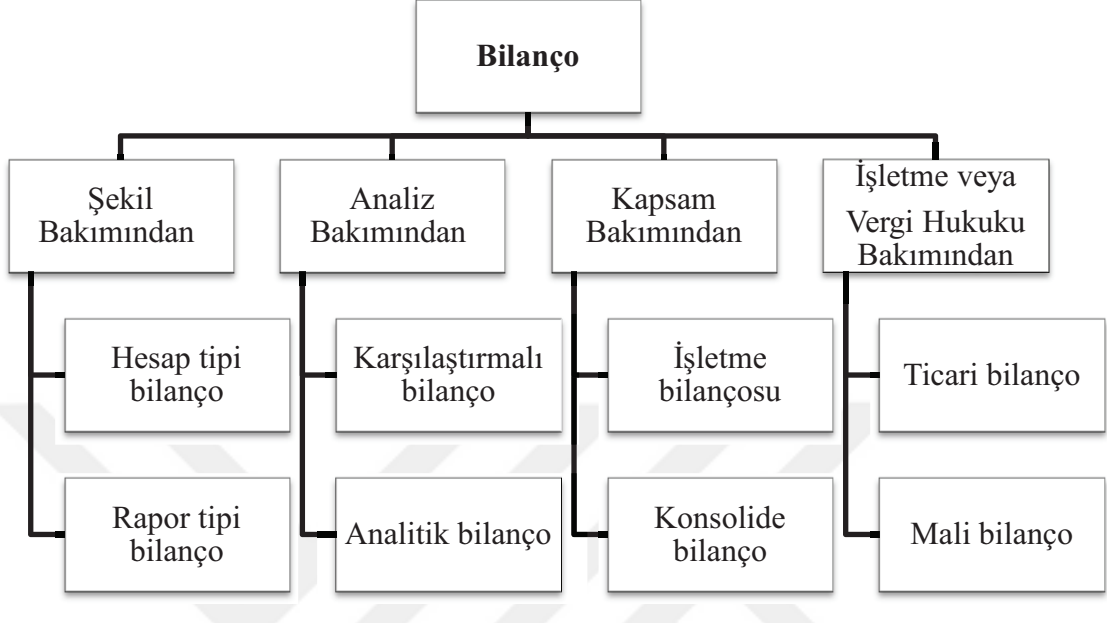 Bilanço
Şekil
Bakımından
Analiz
Bakımından
Kapsam
Bakımından
İşletme veya
Vergi Hukuku
Bakımından
Hesap tipi
bilanço
Karşılaştırmalı
bilanço
İşletme
bilançosu
Ticari bilanço
Rapor tipi
bilanço
Analitik bilanço
Konsolide
bilanço
Mali bilanço